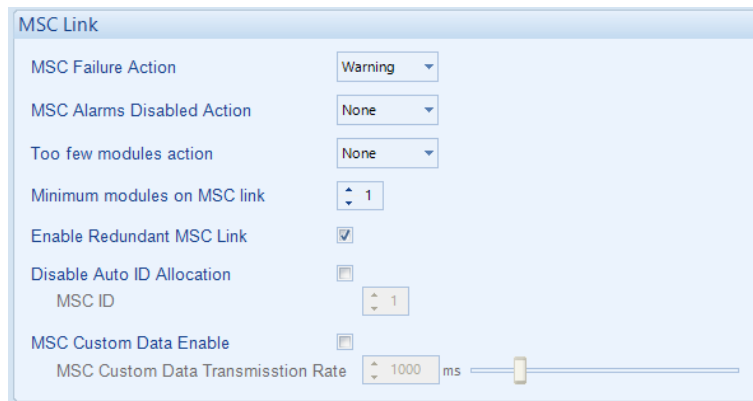 MSC Link
MSC Failure Action Warning
MSC Alarms Disabled Action None
Too few modules action None
Minimum modules on MSC link 1
Enable Redundant MSC Link
Disable Auto ID Allocation
MSC ID 1
MSC Custom Data Enable
MSC Custom Data Transmisstion Rate 1000 ms